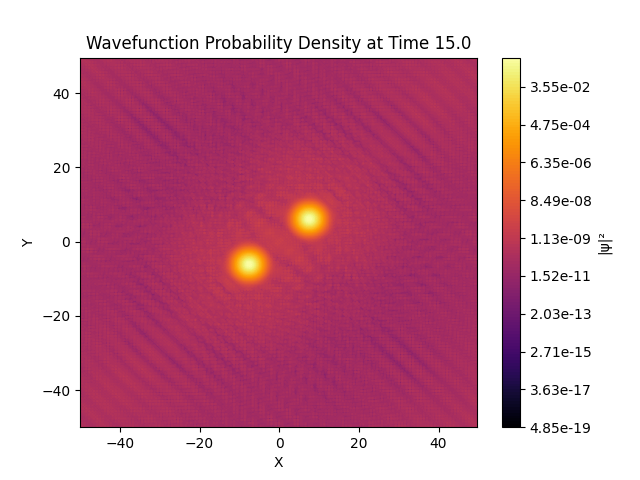 Wavefunction Probability Density at Time 15.0
40
20
0
−20
−40
Y
−40 −20 0 20 40
X
3.55e-02
4.75e-04
6.35e-06
8.49e-08
1.13e-09
1.52e-11
2.03e-13
2.71e-15
3.63e-17
4.85e-19
|ψ|²